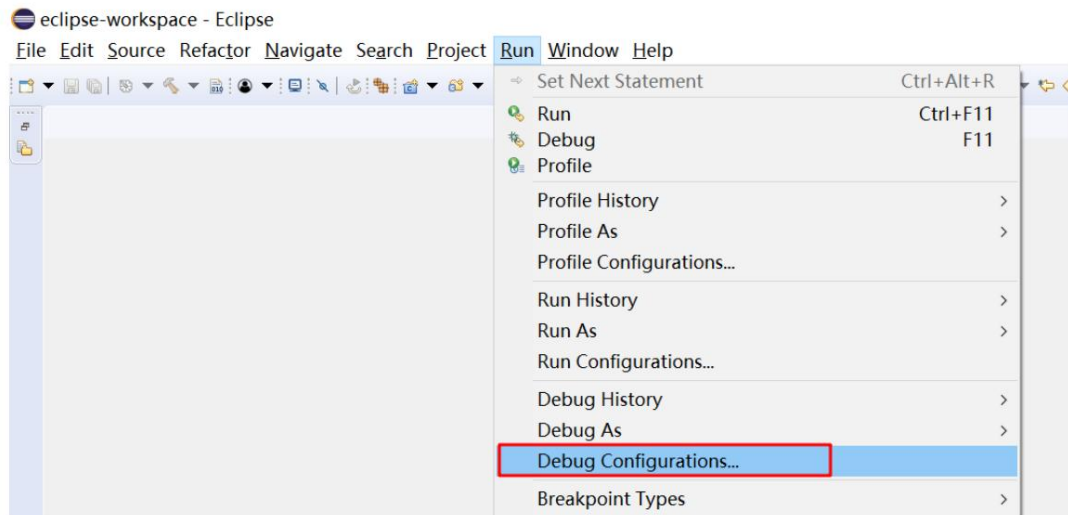 eclipse-workspace - Eclipse
File Edit Source Refactor Navigate Search Project Run Window Help
Set Next Statement Ctrl+Alt+R
Run Ctrl+F11
Debug F11
Profile
Profile History
Profile As
Profile Configurations...
Run History
Run As
Run Configurations...
Debug History
Debug As
Debug Configurations...
Breakpoint Types